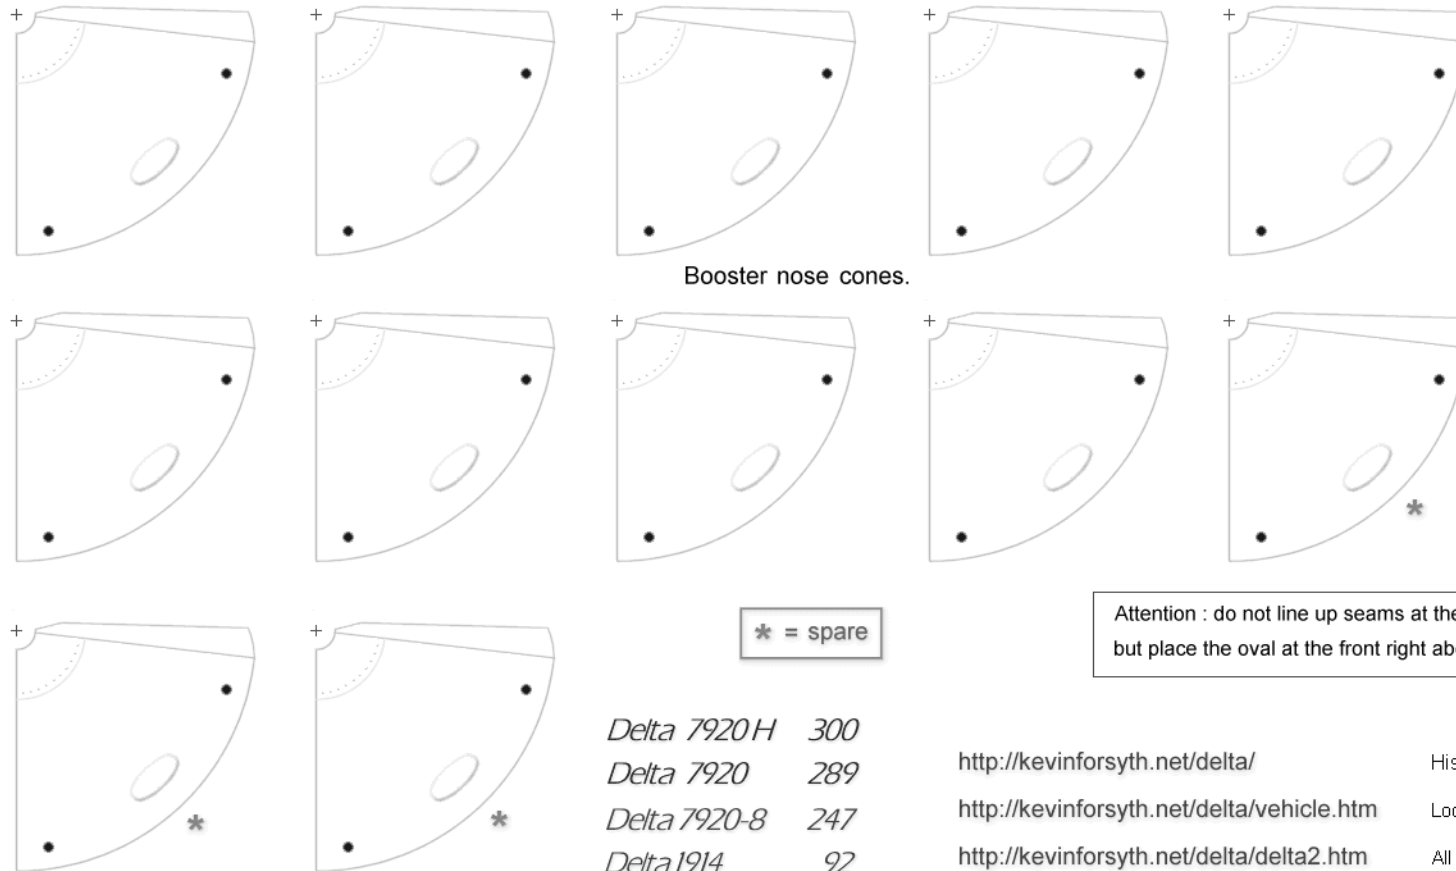 Booster nose cones.
*
* = spare
Attention : do not line up seams at the
but place the oval at the front right
*
*
Delta 7920 H 300
Delta 7920 289
Delta 7920-8 247
Delta 1914 92
http://kevinforsyth.net/delta/
http://kevinforsyth.net/delta/vehicle.htm
http://kevinforsyth.net/delta/delta2.htm
All